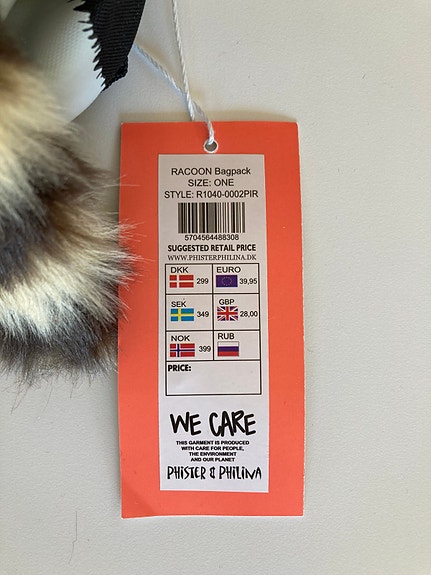 RACOON Bagpack
SIZE: ONE
STYLE: R1040-0002PIR
5704564488308
SUGGESTED RETAIL PRICE
WWW.PHISTERPHILINA.DK
DKK 299 EURO 39,95
SEK 349 GBP 28,00
NOK 399 RUB
PRICE:
WE CARE
THIS GARMENT IS PRODUCED
WITH CARE FOR PEOPLE,
THE ENVIRONMENT
AND OUR PLANET
PHiSTER & PHiLiNA